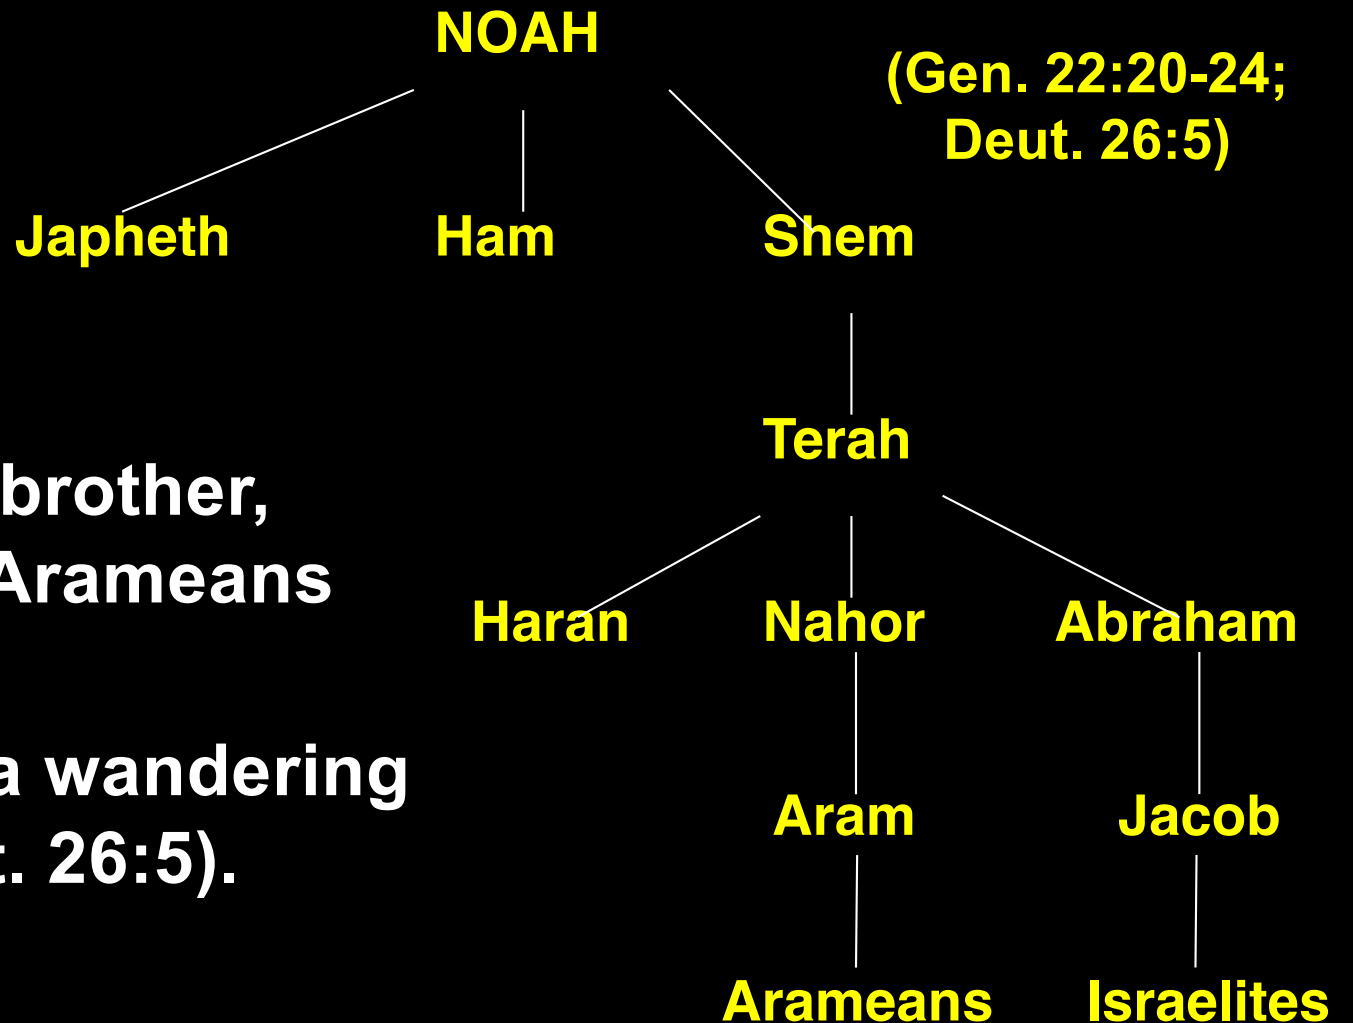 NOAH
(Gen. 22:20-24;
Deut. 26:5)
Japheth Ham Shem
Terah
brother,
Arameans
Haran Nahor Abraham
a wandering
Aram Jacob
t. 26:5).
Arameans Israelites